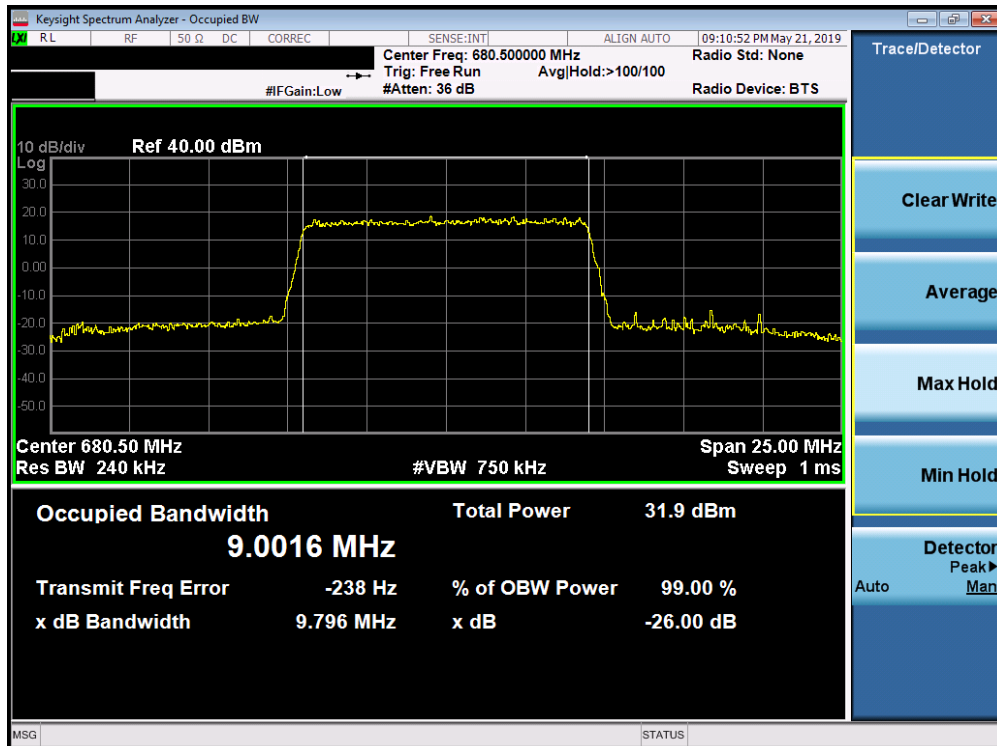 Keysight Spectrum Analyzer - Occupied BW
LXI RL RF 50 Ω DC CORREC SENSE:INT ALIGN AUTO 09:10:52 PM May 21, 2019
Center Freq: 680.500000 MHz Radio Std: None
Trig: Free Run Avg|Hold:>100/100
#IFGain:Low #Atten: 36 dB Radio Device: BTS
10 dB/div Ref 40.00 dBm
Log
30.0
20.0
10.0
0.00
-10.0
-20.0
-30.0
-40.0
-50.0
Center 680.50 MHz Span 25.00 MHz
Res BW 240 kHz #VBW 750 kHz Sweep 1 ms
Occupied Bandwidth Total Power 31.9 dBm
9.0016 MHz
Transmit Freq Error -238 Hz % of OBW Power 99.00 %
x dB Bandwidth 9.796 MHz x dB -26.00 dB
MSG STATUS
Trace/Detector
Clear Write
Average
Max Hold
Min Hold
Detector
Peak▶
Auto Man